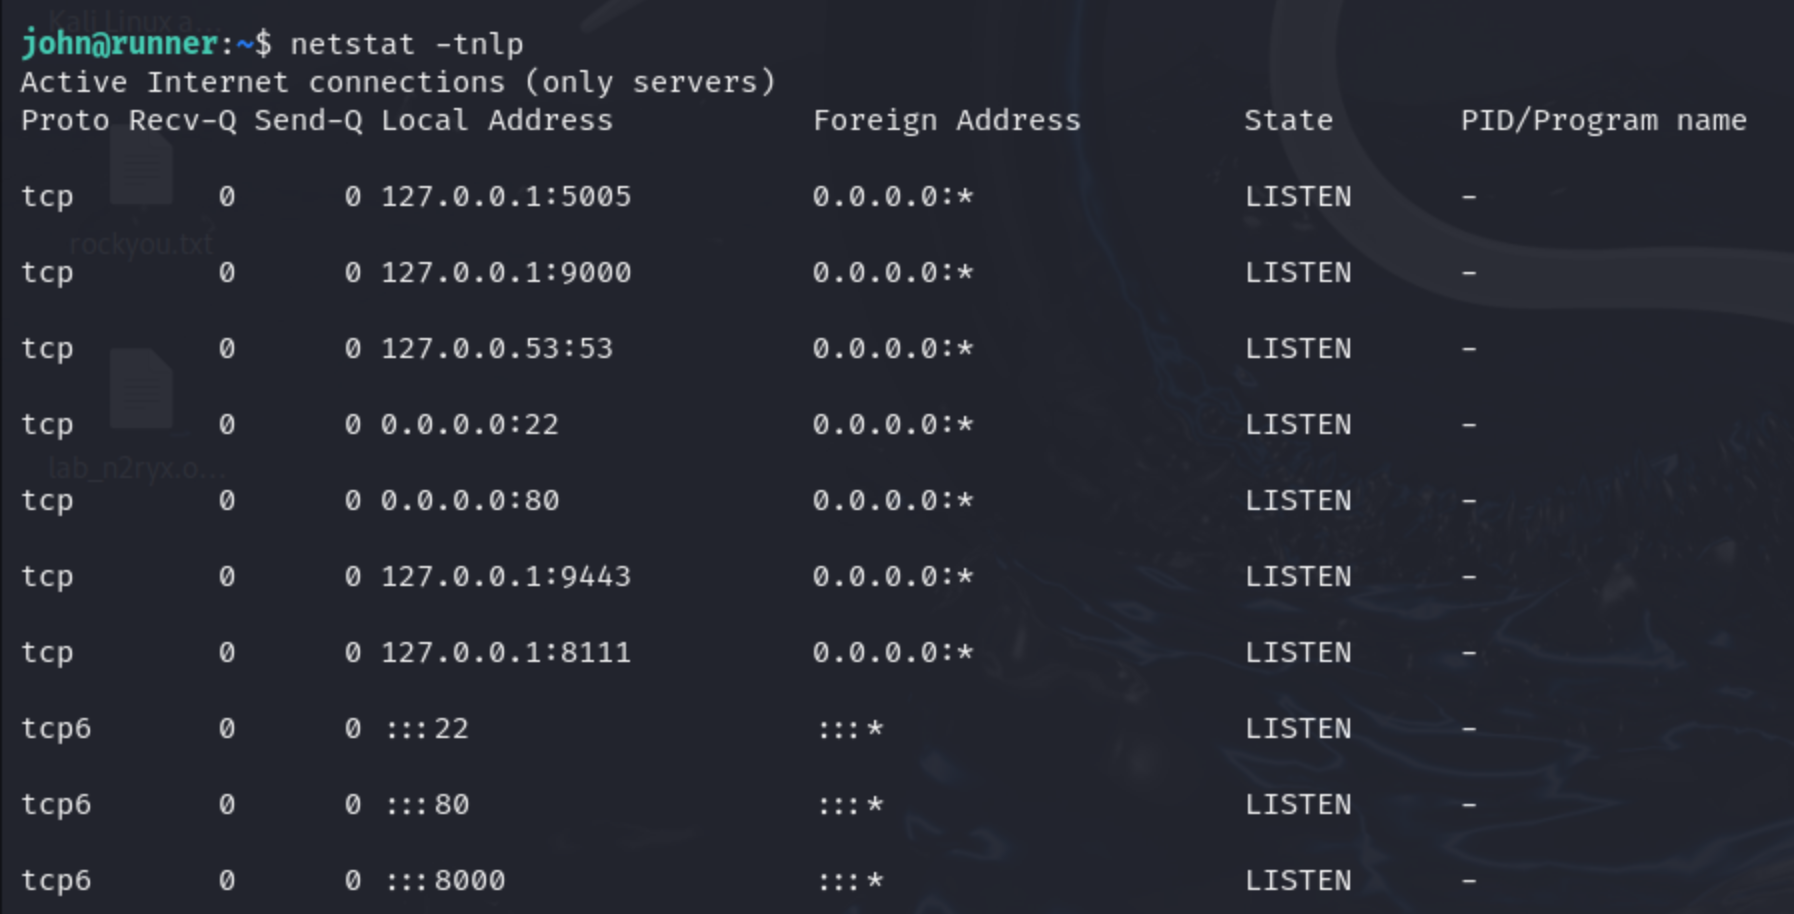 Kali Linux a...
john@runner:~$ netstat -tnlp
Active Internet connections (only servers)
Proto Recv-Q Send-Q Local Address           Foreign Address         State       PID/Program name
tcp        0      0 127.0.0.1:5005          0.0.0.0:*               LISTEN      -
rockyou.txt
tcp        0      0 127.0.0.1:9000          0.0.0.0:*               LISTEN      -
tcp        0      0 127.0.0.53:53           0.0.0.0:*               LISTEN      -
tcp        0      0 0.0.0.0:22              0.0.0.0:*               LISTEN      -
lab_n2ryx.o...
tcp        0      0 0.0.0.0:80              0.0.0.0:*               LISTEN      -
tcp        0      0 127.0.0.1:9443          0.0.0.0:*               LISTEN      -
tcp        0      0 127.0.0.1:8111          0.0.0.0:*               LISTEN      -
tcp6       0      0 :::22                   :::*                    LISTEN      -
tcp6       0      0 :::80                   :::*                    LISTEN      -
tcp6       0      0 :::8000                 :::*                    LISTEN      -